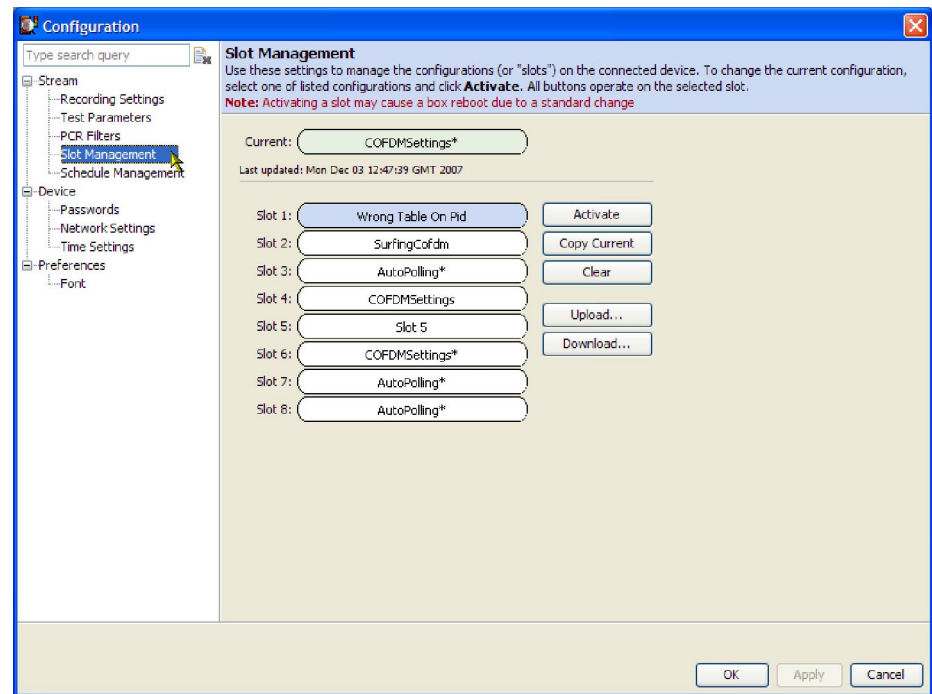 Configuration
Type search query
Stream
Recording Settings
Test Parameters
PCR Filters
Slot Management
Schedule Management
Device
Passwords
Network Settings
Time Settings
Preferences
Font
Slot Management
Use these settings to manage the configurations (or "slots") on the connected device. To change the current configuration,
select one of listed configurations and click Activate. All buttons operate on the selected slot.
Note: Activating a slot may cause a box reboot due to a standard change
Current: COFDMSettings*
Last updated: Mon Dec 03 12:47:39 GMT 2007
Slot 1: Wrong Table On Pid
Slot 2: SurfingCofdm
Slot 3: AutoPolling*
Slot 4: COFDMSettings
Slot 5: Slot 5
Slot 6: COFDMSettings*
Slot 7: AutoPolling*
Slot 8: AutoPolling*
Activate
Copy Current
Clear
Upload...
Download...
OK Apply Cancel